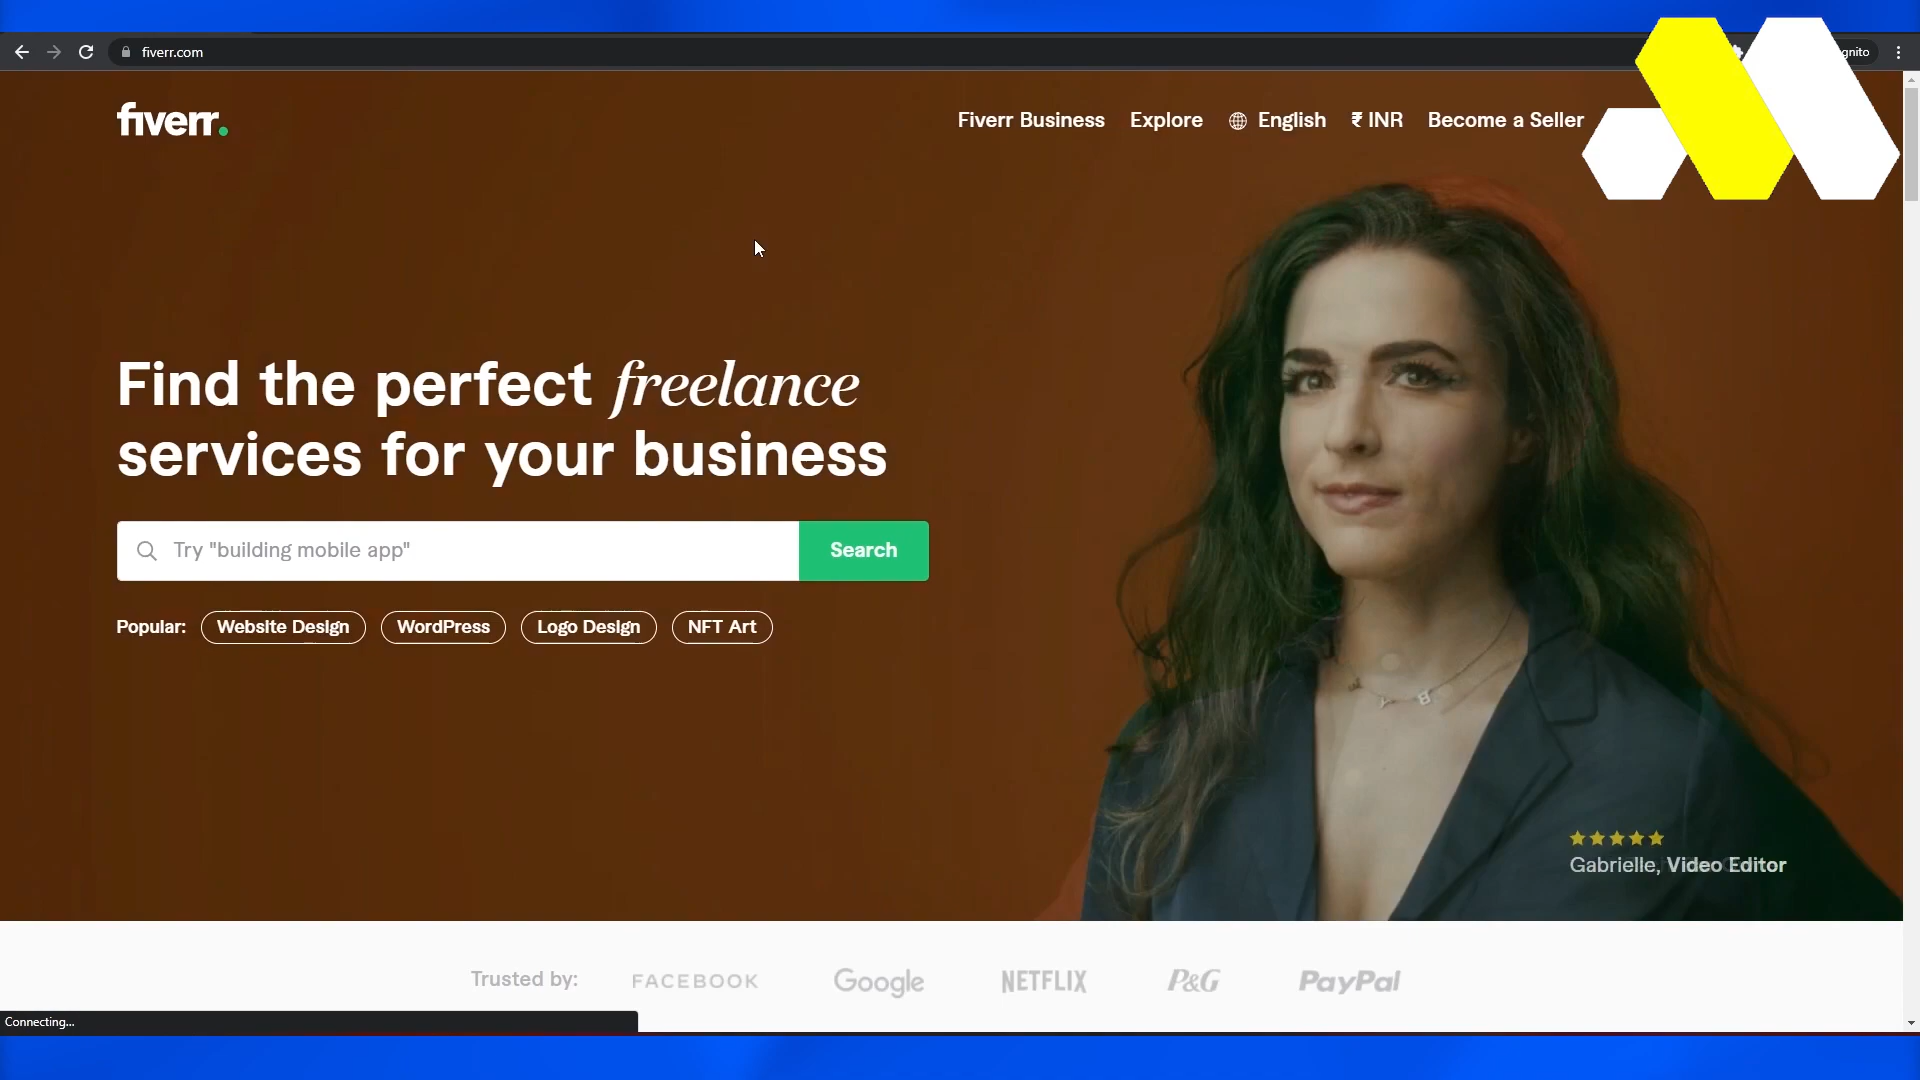 fiverr.com
gnito
fiverr.
Fiverr Business
Explore
English
₹ INR
Become a Seller
Find the perfect freelance
services for your business
Try "building mobile app"
Search
Popular:
Website Design
WordPress
Logo Design
NFT Art
Gabrielle, Video Editor
Trusted by:
FACEBOOK
Google
NETFLIX
P&G
PayPal
Connecting...